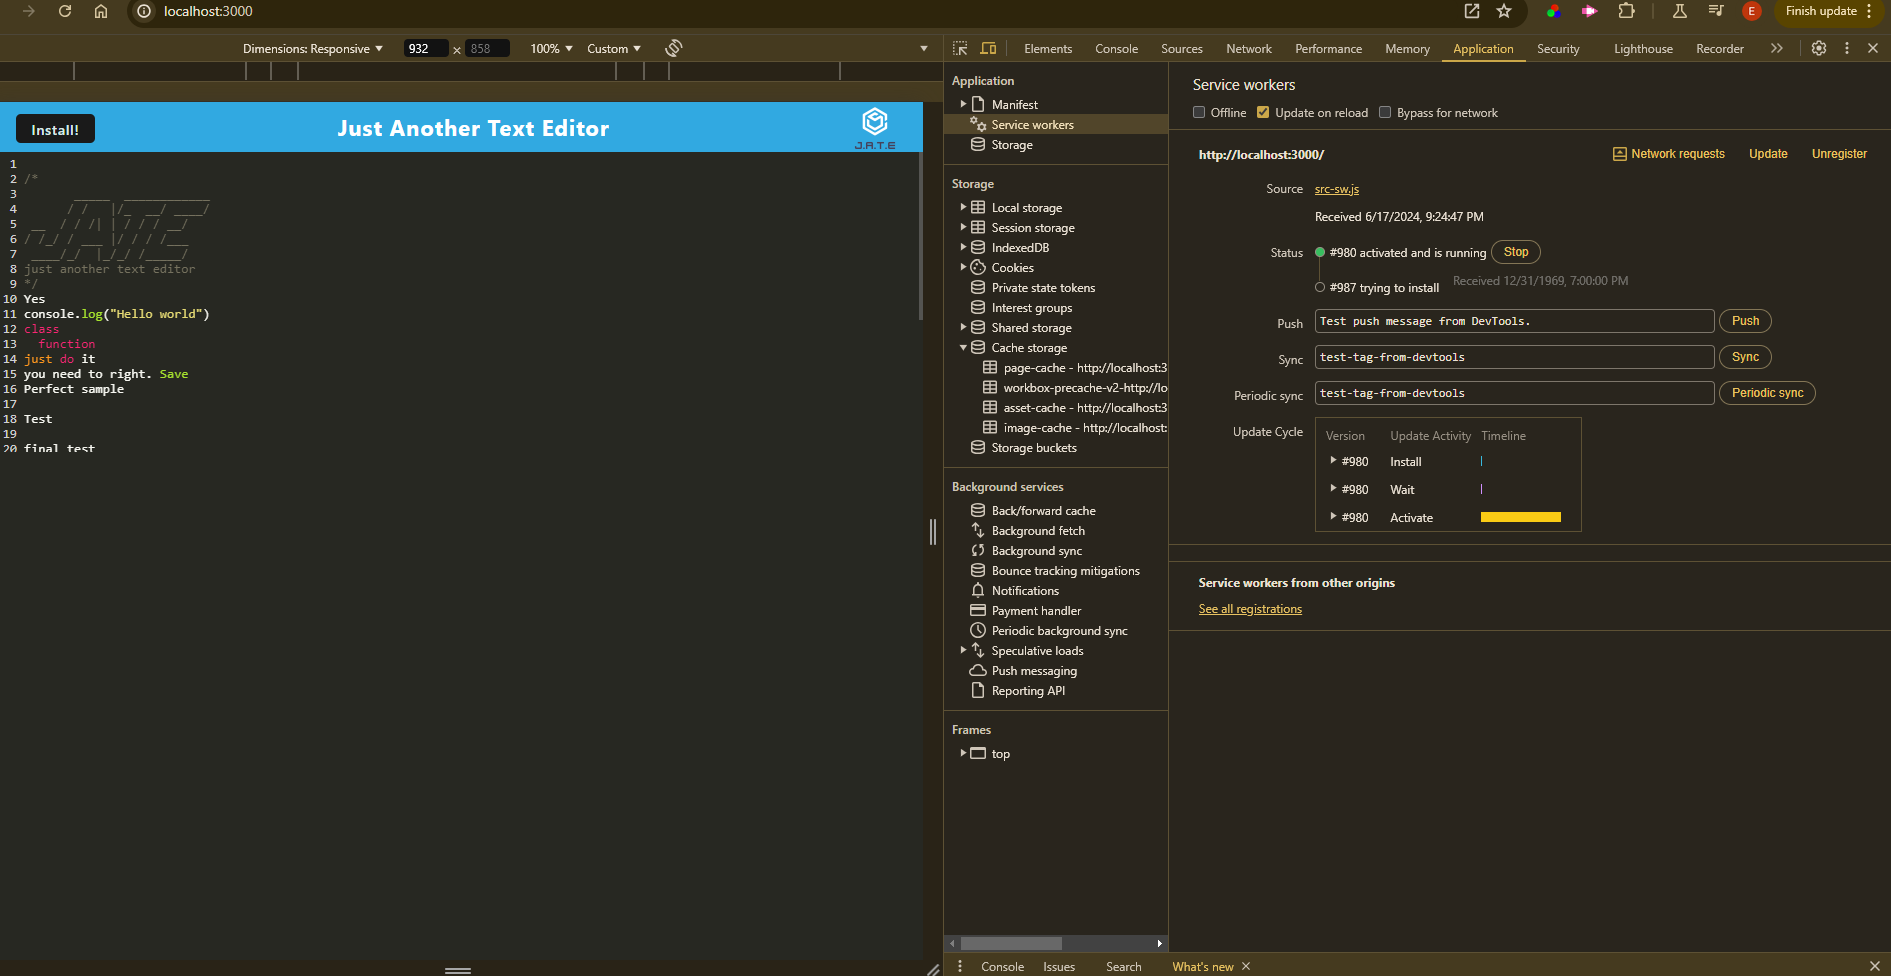 localhost:3000
E
Finish update
Dimensions: Responsive
932
×
858
100%
Custom
Elements
Console
Sources
Network
Performance
Memory
Application
Security
Lighthouse
Recorder
Install!
Just Another Text Editor
J.A.T.E
1
2 /*
3 _____ ____________
4 / / |/_ __/ ____/
5 __ / / /| | / / / __/
6 / /_/ / ___ |/ / / /___
7 ____/_/ |_/_/ /_____/
8 just another text editor
9 */
10 Yes
11 console.log("Hello world")
12 class
13 function
14 just do it
15 you need to right. Save
16 Perfect sample
17
18 Test
19
20 final test
Application
Manifest
Service workers
Storage
Storage
Local storage
Session storage
IndexedDB
Cookies
Private state tokens
Interest groups
Shared storage
Cache storage
page-cache - http://localhost:3
workbox-precache-v2-http://lo
asset-cache - http://localhost:3
image-cache - http://localhost:
Storage buckets
Background services
Back/forward cache
Background fetch
Background sync
Bounce tracking mitigations
Notifications
Payment handler
Periodic background sync
Speculative loads
Push messaging
Reporting API
Frames
top
Service workers
Offline
Update on reload
Bypass for network
http://localhost:3000/
Network requests
Update
Unregister
Source
src-sw.js
Received 6/17/2024, 9:24:47 PM
Status
#980 activated and is running
Stop
#987 trying to install
Received 12/31/1969, 7:00:00 PM
Push
Test push message from DevTools.
Push
Sync
test-tag-from-devtools
Sync
Periodic sync
test-tag-from-devtools
Periodic sync
Update Cycle
Version Update Activity Timeline
#980 Install
#980 Wait
#980 Activate
Service workers from other origins
See all registrations
Console
Issues
Search
What's new